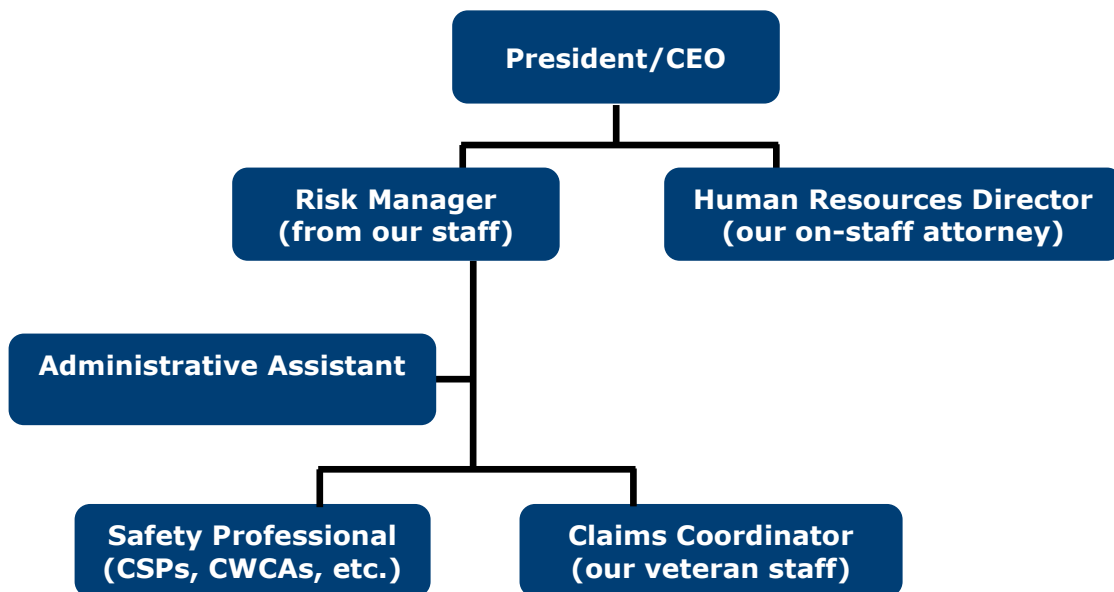 President/CEO
Risk Manager
(from our staff)
Human Resources Director
(our on-staff attorney)
Administrative Assistant
Safety Professional
(CSPs, CWCAs, etc.)
Claims Coordinator
(our veteran staff)